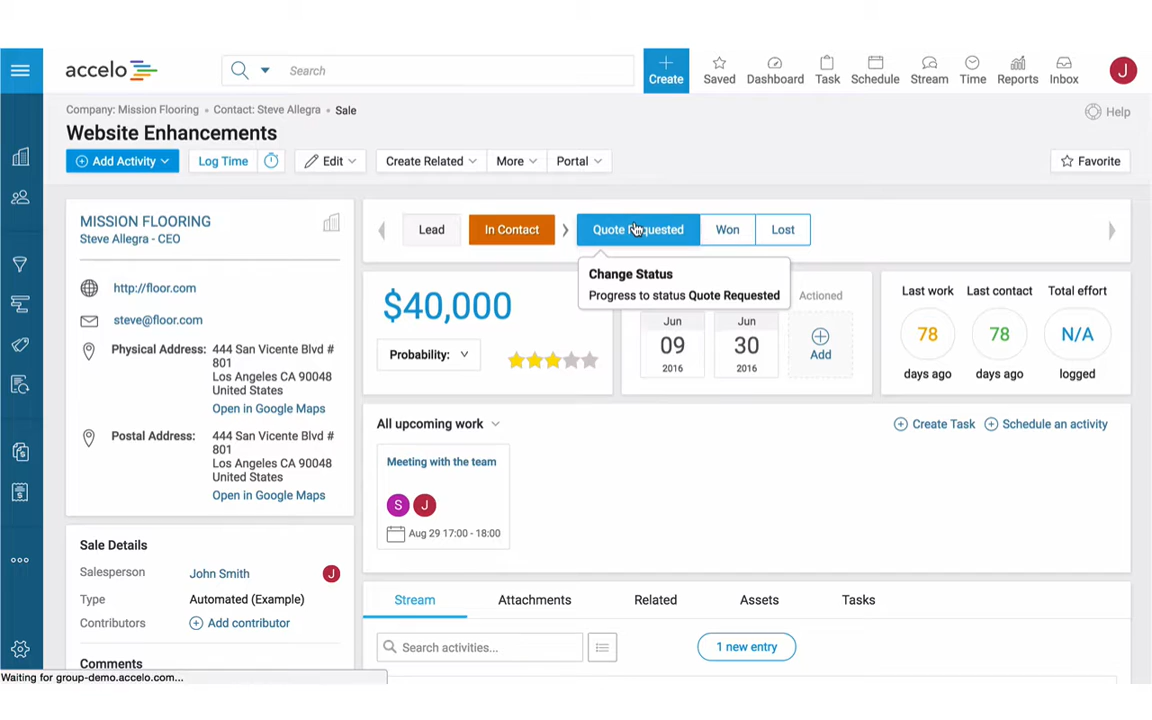 accelo
Search
Create
Saved
Dashboard
Task
Schedule
Stream
Time
Reports
Inbox
J
Company: Mission Flooring • Contact: Steve Allegra • Sale
Help
Website Enhancements
Add Activity
Log Time
Edit
Create Related
More
Portal
Favorite
MISSION FLOORING
Steve Allegra - CEO
http://floor.com
steve@floor.com
Physical Address: 444 San Vicente Blvd #
801
Los Angeles CA 90048
United States
Open in Google Maps
Postal Address: 444 San Vicente Blvd #
801
Los Angeles CA 90048
United States
Open in Google Maps
Sale Details
Salesperson John Smith J
Type Automated (Example)
Contributors Add contributor
Comments
Lead
In Contact
Quote Requested
Won
Lost
Change Status
Progress to status Quote Requested
$40,000
Probability:
Actioned
Jun
09
2016
Jun
30
2016
Add
Last work Last contact Total effort
78 78 N/A
days ago days ago logged
All upcoming work
Create Task Schedule an activity
Meeting with the team
S J
Aug 29 17:00 - 18:00
Stream Attachments Related Assets Tasks
Search activities...
1 new entry
Waiting for group-demo.accelo.com...